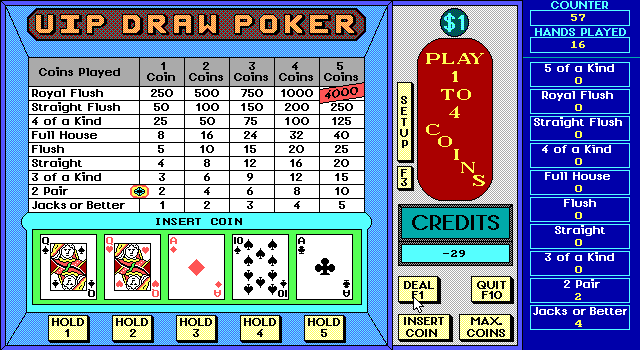 VIP DRAW POKER
Coins Played 1 Coin 2 Coin 3 Coin 4 Coin 5 Coin
Royal Flush 250 500 750 1000 4000
Straight Flush 50 100 150 200 250
4 of a Kind 25 50 75 100 125
Full House 8 16 24 32 40
Flush 5 10 15 20 25
Straight 4 8 12 16 20
3 of a Kind 3 6 9 12 15
2 Pair 2 4 6 8 10
Jacks or Better 1 2 3 4 5
INSERT COIN
Q Q A 10 A
Q Q A 10 A
HOLD 1
HOLD 2
HOLD 3
HOLD 4
HOLD 5
$1
PLAY
1
TO
4
COINS
SETUP
F3
CREDITS
-29
DEAL F1
QUIT F10
INSERT COIN
MAX. COINS
COUNTER
57
HANDS PLAYED
16
5 of a Kind
0
Royal Flush
0
Straight Flush
0
4 of a Kind
0
Full House
0
Flush
0
Straight
0
3 of a Kind
0
2 Pair
2
Jacks or Better
4